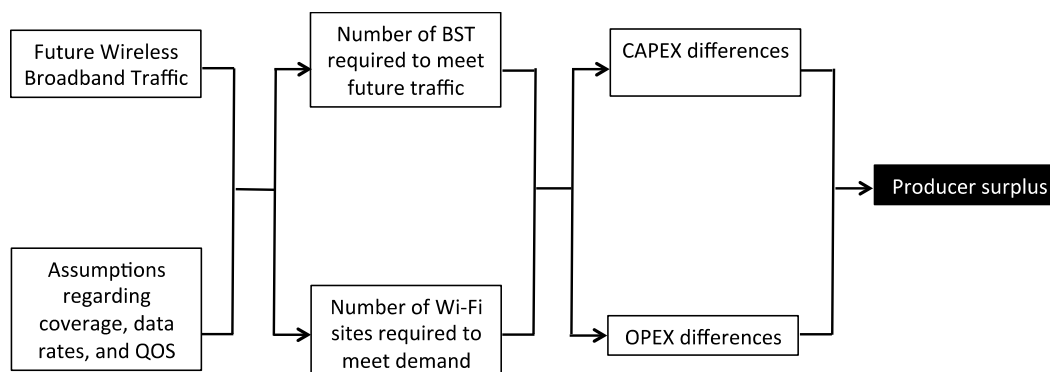 Future Wireless
Broadband Traffic
Assumptions
regarding
coverage, data
rates, and QOS
Number of BST
required to meet
future traffic
Number of Wi-Fi
sites required to
meet demand
CAPEX differences
OPEX differences
Producer surplus